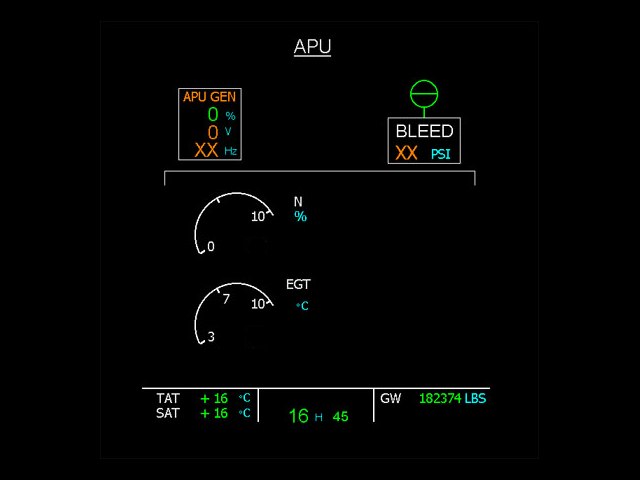 APU
APU GEN
0 %
0 V
XX Hz
BLEED
XX PSI
N
%
10
0
EGT
°C
7
10
3
TAT +16 °C
SAT +16 °C
16 H 45
GW 182374 LBS